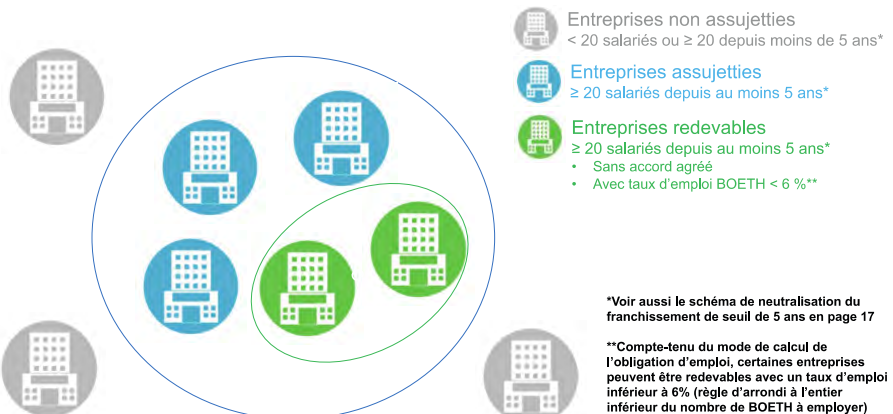 Entreprises non assujetties
< 20 salariés ou ≥ 20 depuis moins de 5 ans*
Entreprises assujetties
≥ 20 salariés depuis au moins 5 ans*
Entreprises redevables
≥ 20 salariés depuis au moins 5 ans*
• Sans accord agréé
• Avec taux d'emploi BOETH < 6 %**
*Voir aussi le schéma de neutralisation du
franchissement de seuil de 5 ans en page 17
**Compte-tenu du mode de calcul de
l'obligation d'emploi, certaines entreprises
peuvent être redevables avec un taux d'emploi
inférieur à 6% (règle d'arrondi à l'entier
inférieur du nombre de BOETH à employer)